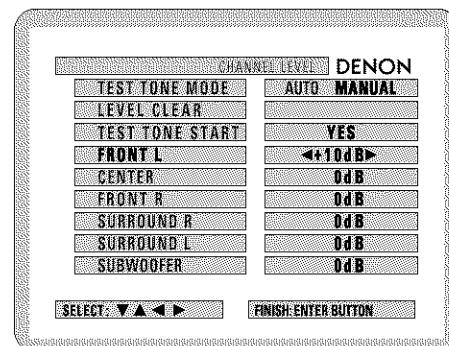 CHANNEL LEVEL DENON
TEST TONE MODE AUTO MANUAL
LEVEL CLEAR
TEST TONE START YES
FRONT L ◀+10dB▶
CENTER 0dB
FRONT R 0dB
SURROUND R 0dB
SURROUND L 0dB
SUBWOOFER 0dB
SELECT: ▼ ▲ ◀ ▶ FINISH: ENTER BUTTON